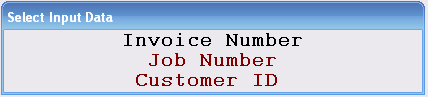 Select Input Data
Invoice Number
Job Number
Customer ID